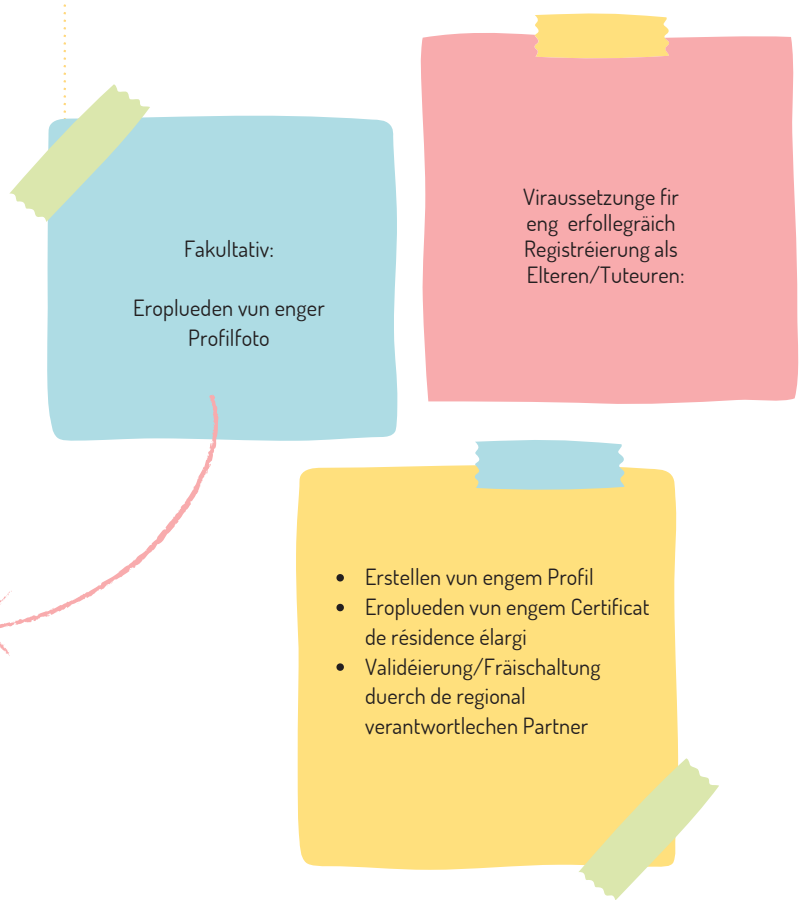 Fakultativ:
Eroplueden vun enger
Profilfoto
Viraussetzunge fir
eng erfollegräich
Registréierung als
Elteren/Tuteuren:
• Erstellen vun engem Profil
• Eroplueden vun engem Certificat
de résidence élargi
• Validéierung/Fräischaltung
duerch de regional
verantwortlechen Partner